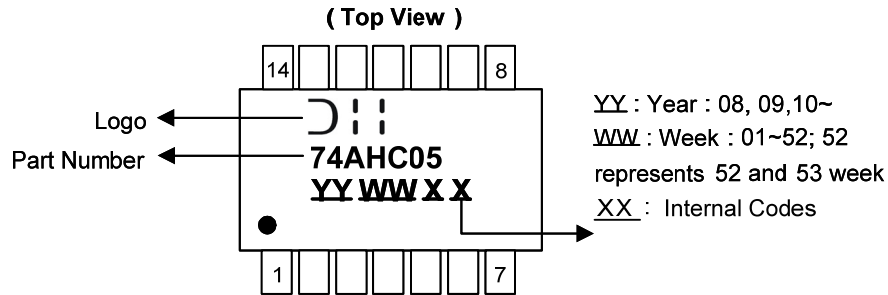 ( Top View )
14 8
Logo
Part Number
74AHC05
YY WW X X
1 7
YY : Year : 08, 09,10~
WW : Week : 01~52; 52
represents 52 and 53 week
XX : Internal Codes